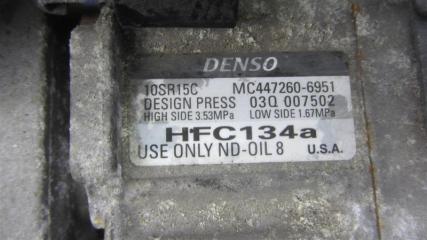 DENSO
10SR15C MC447260-6951
DESIGN PRESS 03Q 007502
HIGH SIDE 3.53MPa LOW SIDE 1.67MPa
HFC134a
USE ONLY ND-OIL 8 U.S.A.